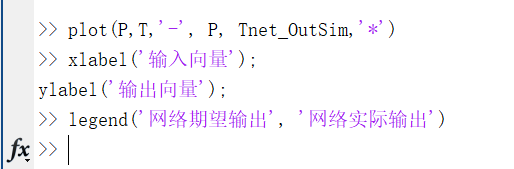 >> plot(P,T,'-', P, Tnet_OutSim,'*')
>> xlabel('输入向量');
ylabel('输出向量');
>> legend('网络期望输出', '网络实际输出')
fx >>